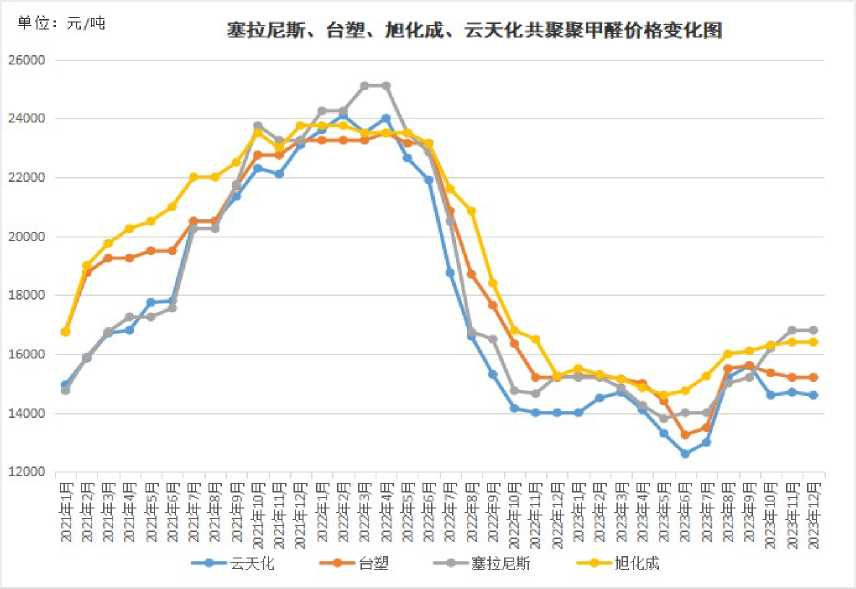 单位：元/吨
塞拉尼斯、台塑、旭化成、云天化共聚聚甲醛价格变化图
26000
24000
22000
20000
18000
16000
14000
12000
2021年1月
2021年2月
2021年3月
2021年4月
2021年5月
2021年6月
2021年7月
2021年8月
2021年9月
2021年10月
2021年11月
2021年12月
2022年1月
2022年2月
2022年3月
2022年4月
2022年5月
2022年6月
2022年7月
2022年8月
2022年9月
2022年10月
2022年11月
2022年12月
2023年1月
2023年2月
2023年3月
2023年4月
2023年5月
2023年6月
2023年7月
2023年8月
2023年9月
2023年10月
2023年11月
2023年12月
云天化 台塑 塞拉尼斯 旭化成